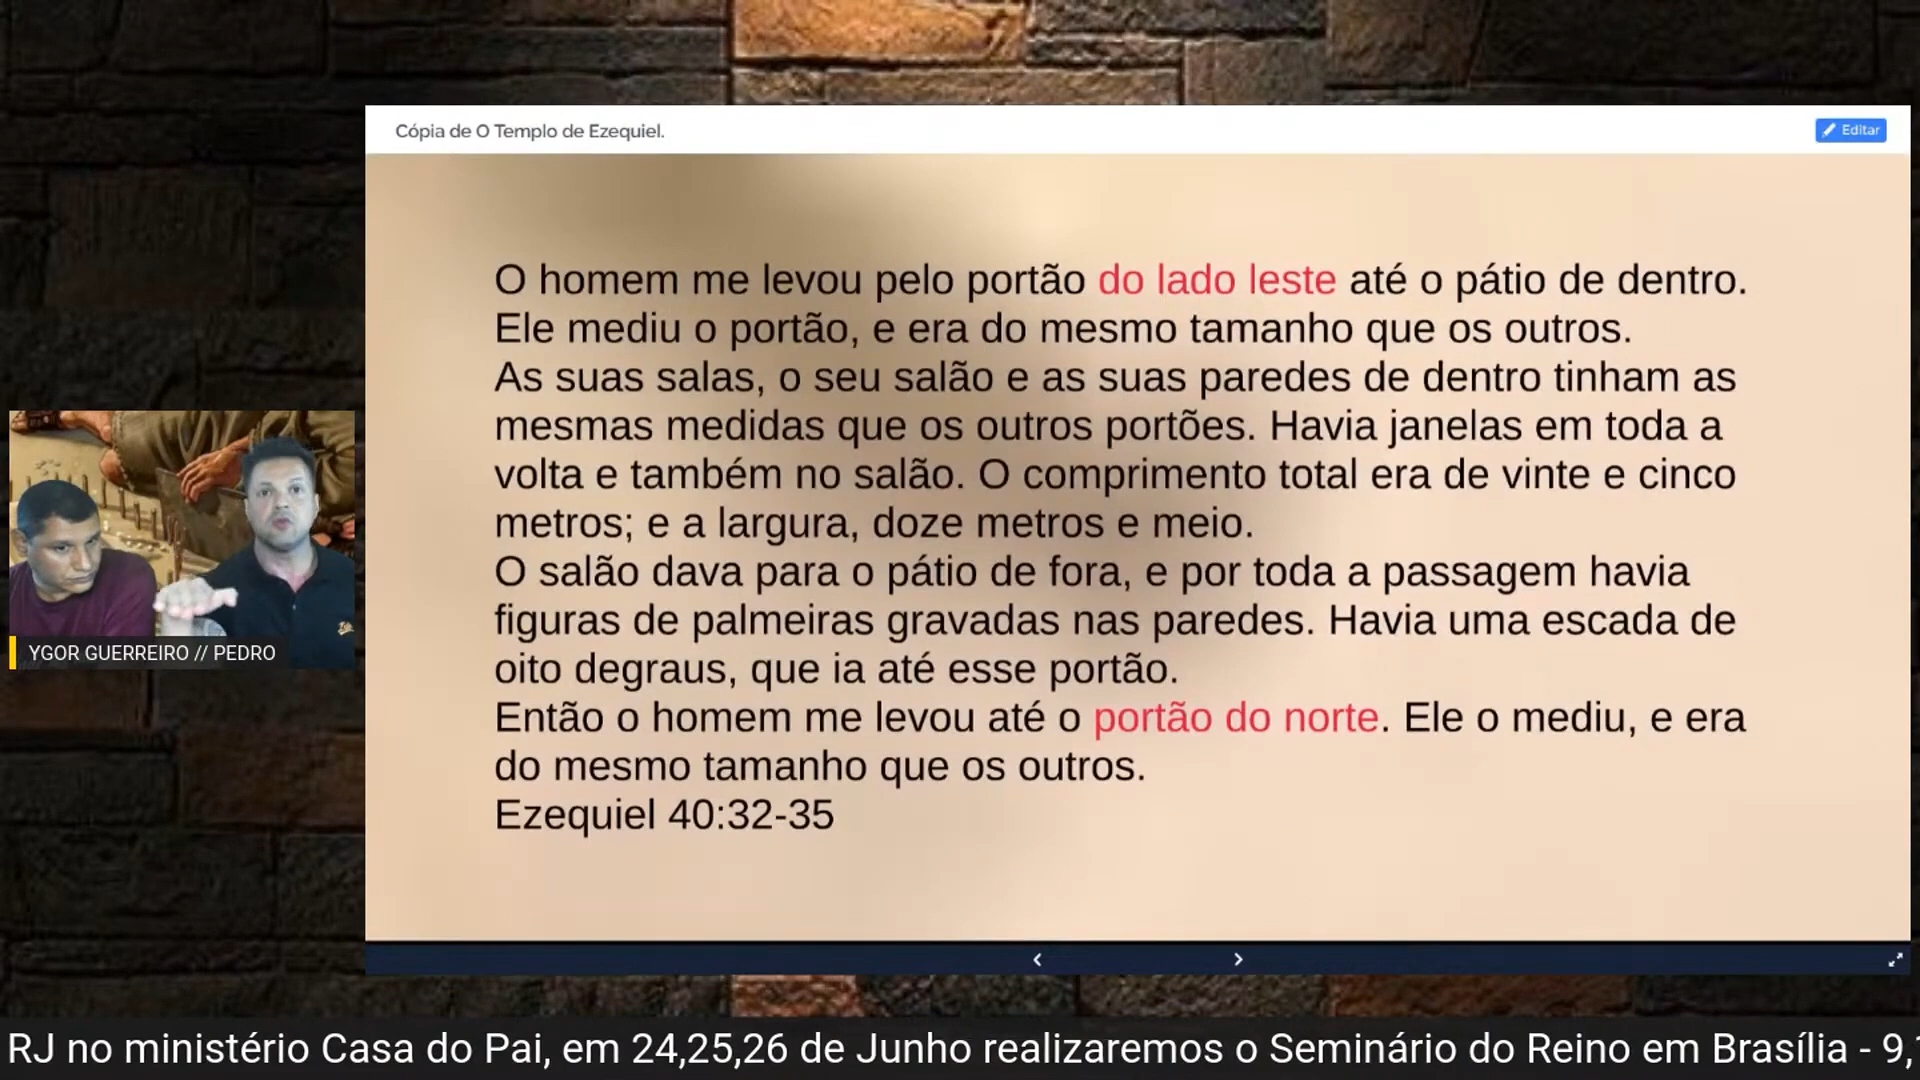 Cópia de O Templo de Ezequiel.
Editar
O homem me levou pelo portão do lado leste até o pátio de dentro.
Ele mediu o portão, e era do mesmo tamanho que os outros.
As suas salas, o seu salão e as suas paredes de dentro tinham as
mesmas medidas que os outros portões. Havia janelas em toda a
volta e também no salão. O comprimento total era de vinte e cinco
metros; e a largura, doze metros e meio.
O salão dava para o pátio de fora, e por toda a passagem havia
figuras de palmeiras gravadas nas paredes. Havia uma escada de
oito degraus, que ia até esse portão.
Então o homem me levou até o portão do norte. Ele o mediu, e era
do mesmo tamanho que os outros.
Ezequiel 40:32-35
YGOR GUERREIRO // PEDRO
RJ no ministério Casa do Pai, em 24,25,26 de Junho realizaremos o Seminário do Reino em Brasília - 9,